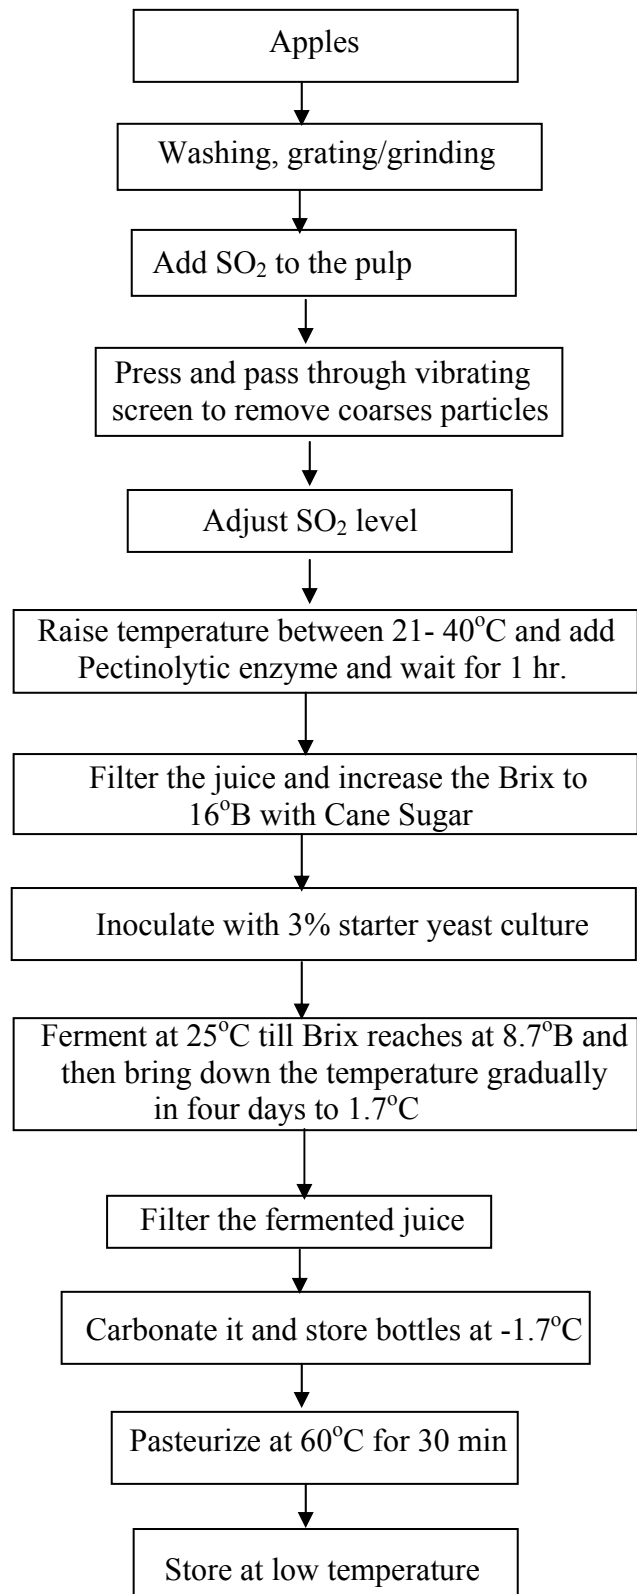 Apples
Washing, grating/grinding
Add SO₂ to the pulp
Press and pass through vibrating
screen to remove coarses particles
Adjust SO₂ level
Raise temperature between 21- 40°C and add
Pectinolytic enzyme and wait for 1 hr.
Filter the juice and increase the Brix to
16°B with Cane Sugar
Inoculate with 3% starter yeast culture
Ferment at 25°C till Brix reaches at 8.7°B and
then bring down the temperature gradually
in four days to 1.7°C
Filter the fermented juice
Carbonate it and store bottles at -1.7°C
Pasteurize at 60°C for 30 min
Store at low temperature